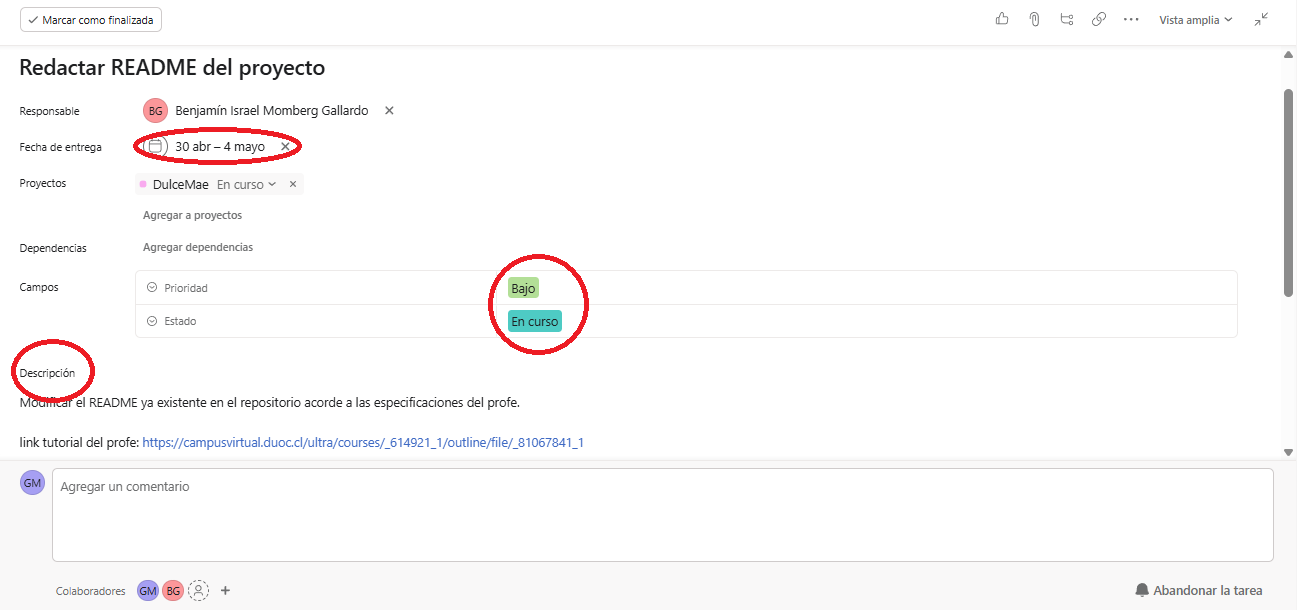 Marcar como finalizada
Vista amplia
Redactar README del proyecto
Responsable BG Benjamín Israel Momberg Gallardo
Fecha de entrega 30 abr – 4 mayo
Proyectos DulceMae En curso
Agregar a proyectos
Dependencias Agregar dependencias
Campos Prioridad Bajo
Estado En curso
Descripción
Modificar el README ya existente en el repositorio acorde a las especificaciones del profe.
link tutorial del profe: https://campusvirtual.duoc.cl/ultra/courses/_614921_1/outline/file/_81067841_1
GM Agregar un comentario
Colaboradores GM BG + Abandonar la tarea